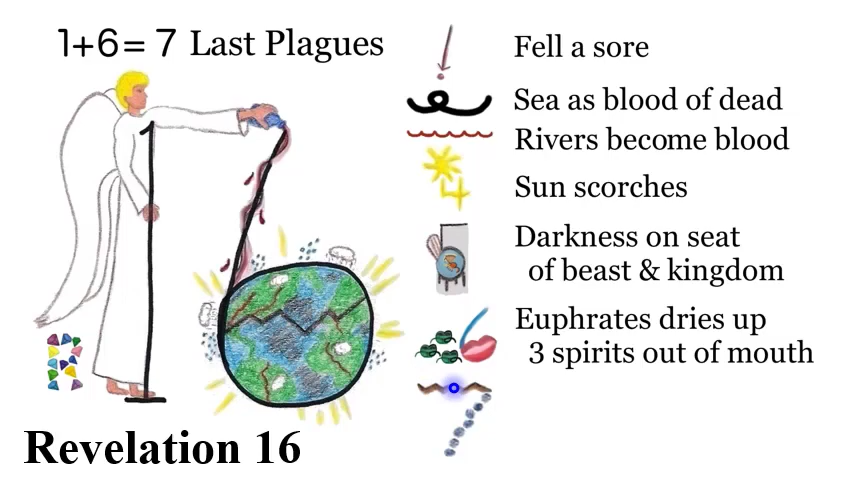 1+6= 7 Last Plagues
Fell a sore
Sea as blood of dead
Rivers become blood
Sun scorches
Darkness on seat
of beast & kingdom
Euphrates dries up
3 spirits out of mouth
Revelation 16